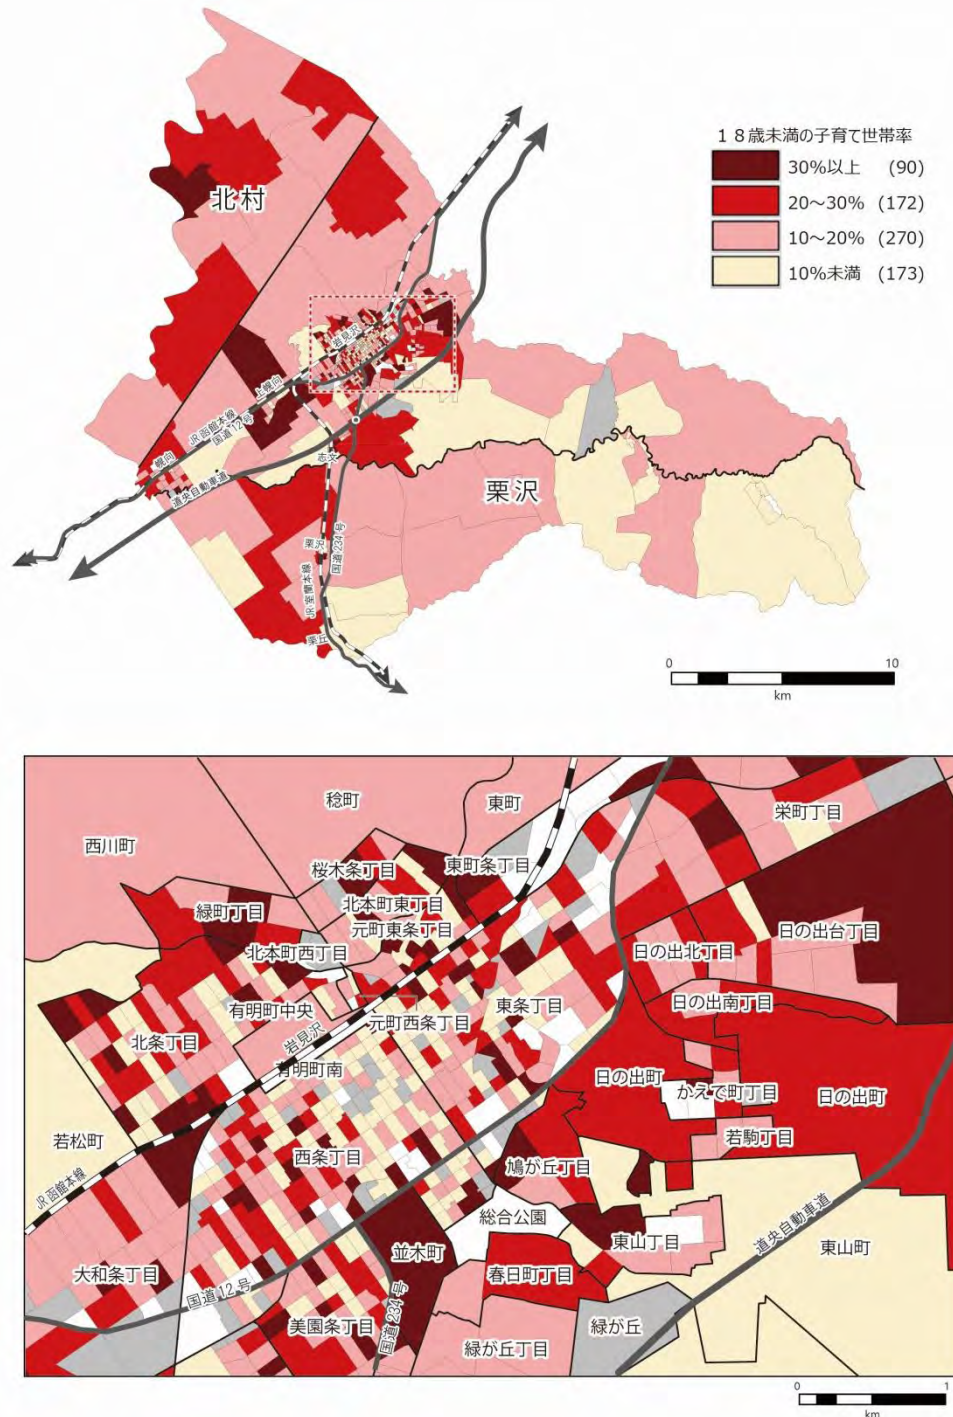 18歳未満の子育て世帯率
30%以上 (90)
20～30% (172)
10～20% (270)
10%未満 (173)
北村
岩見沢
上幌向
JR函館本線
国道12号
幌向
道央自動車道
志文
栗沢
国道234号
JR室蘭本線
栗丘
0 10
km
稔町
東町
西川町
栄町丁目
桜木条丁目
東町条丁目
緑町丁目
北本町東丁目
元町東条丁目
日の出台丁目
北本町西丁目
日の出北丁目
有明町中央
東条丁目
日の出南丁目
北条丁目
元町西条丁目
岩見沢
有明町南
日の出町
かえで町丁目
日の出町
若松町
若駒丁目
西条丁目
鳩が丘丁目
JR函館本線
総合公園
並木町
東山丁目
道央自動車道
東山町
大和条丁目
春日町丁目
国道12号
国道234号
美園条丁目
緑が丘
緑が丘丁目
0 1
km